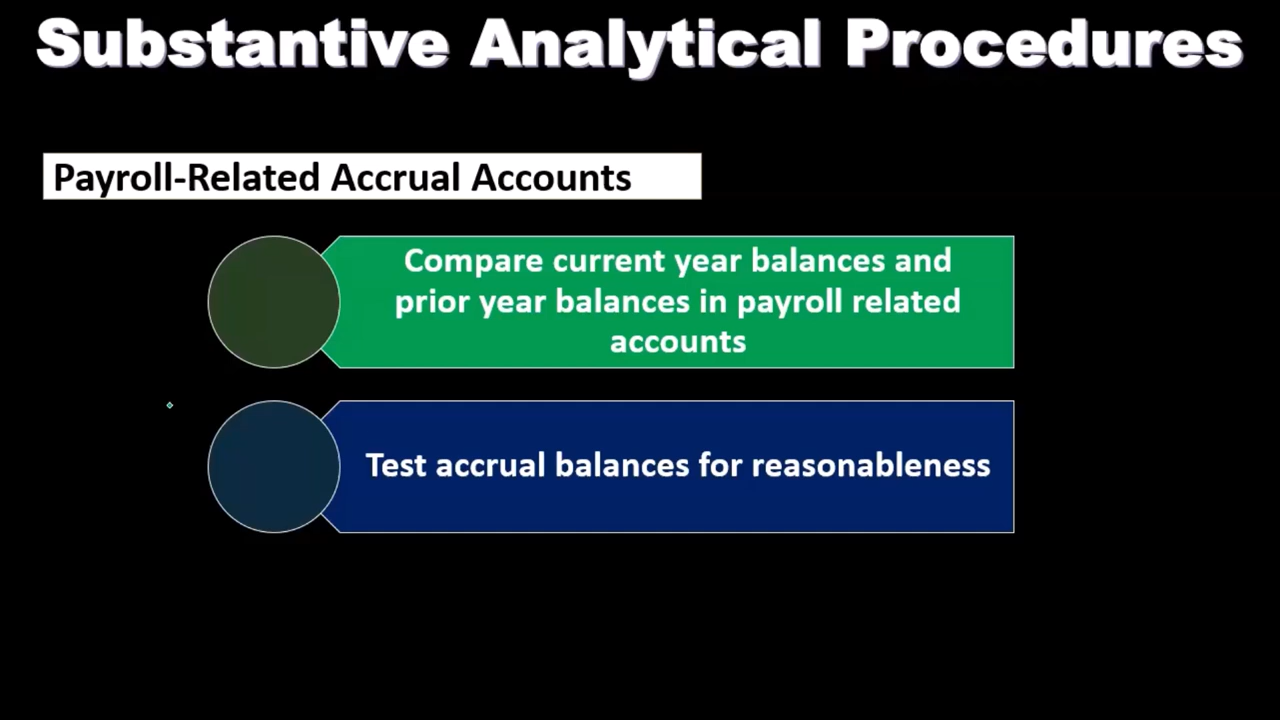 Substantive Analytical Procedures
Payroll-Related Accrual Accounts
Compare current year balances and
prior year balances in payroll related
accounts
Test accrual balances for reasonableness